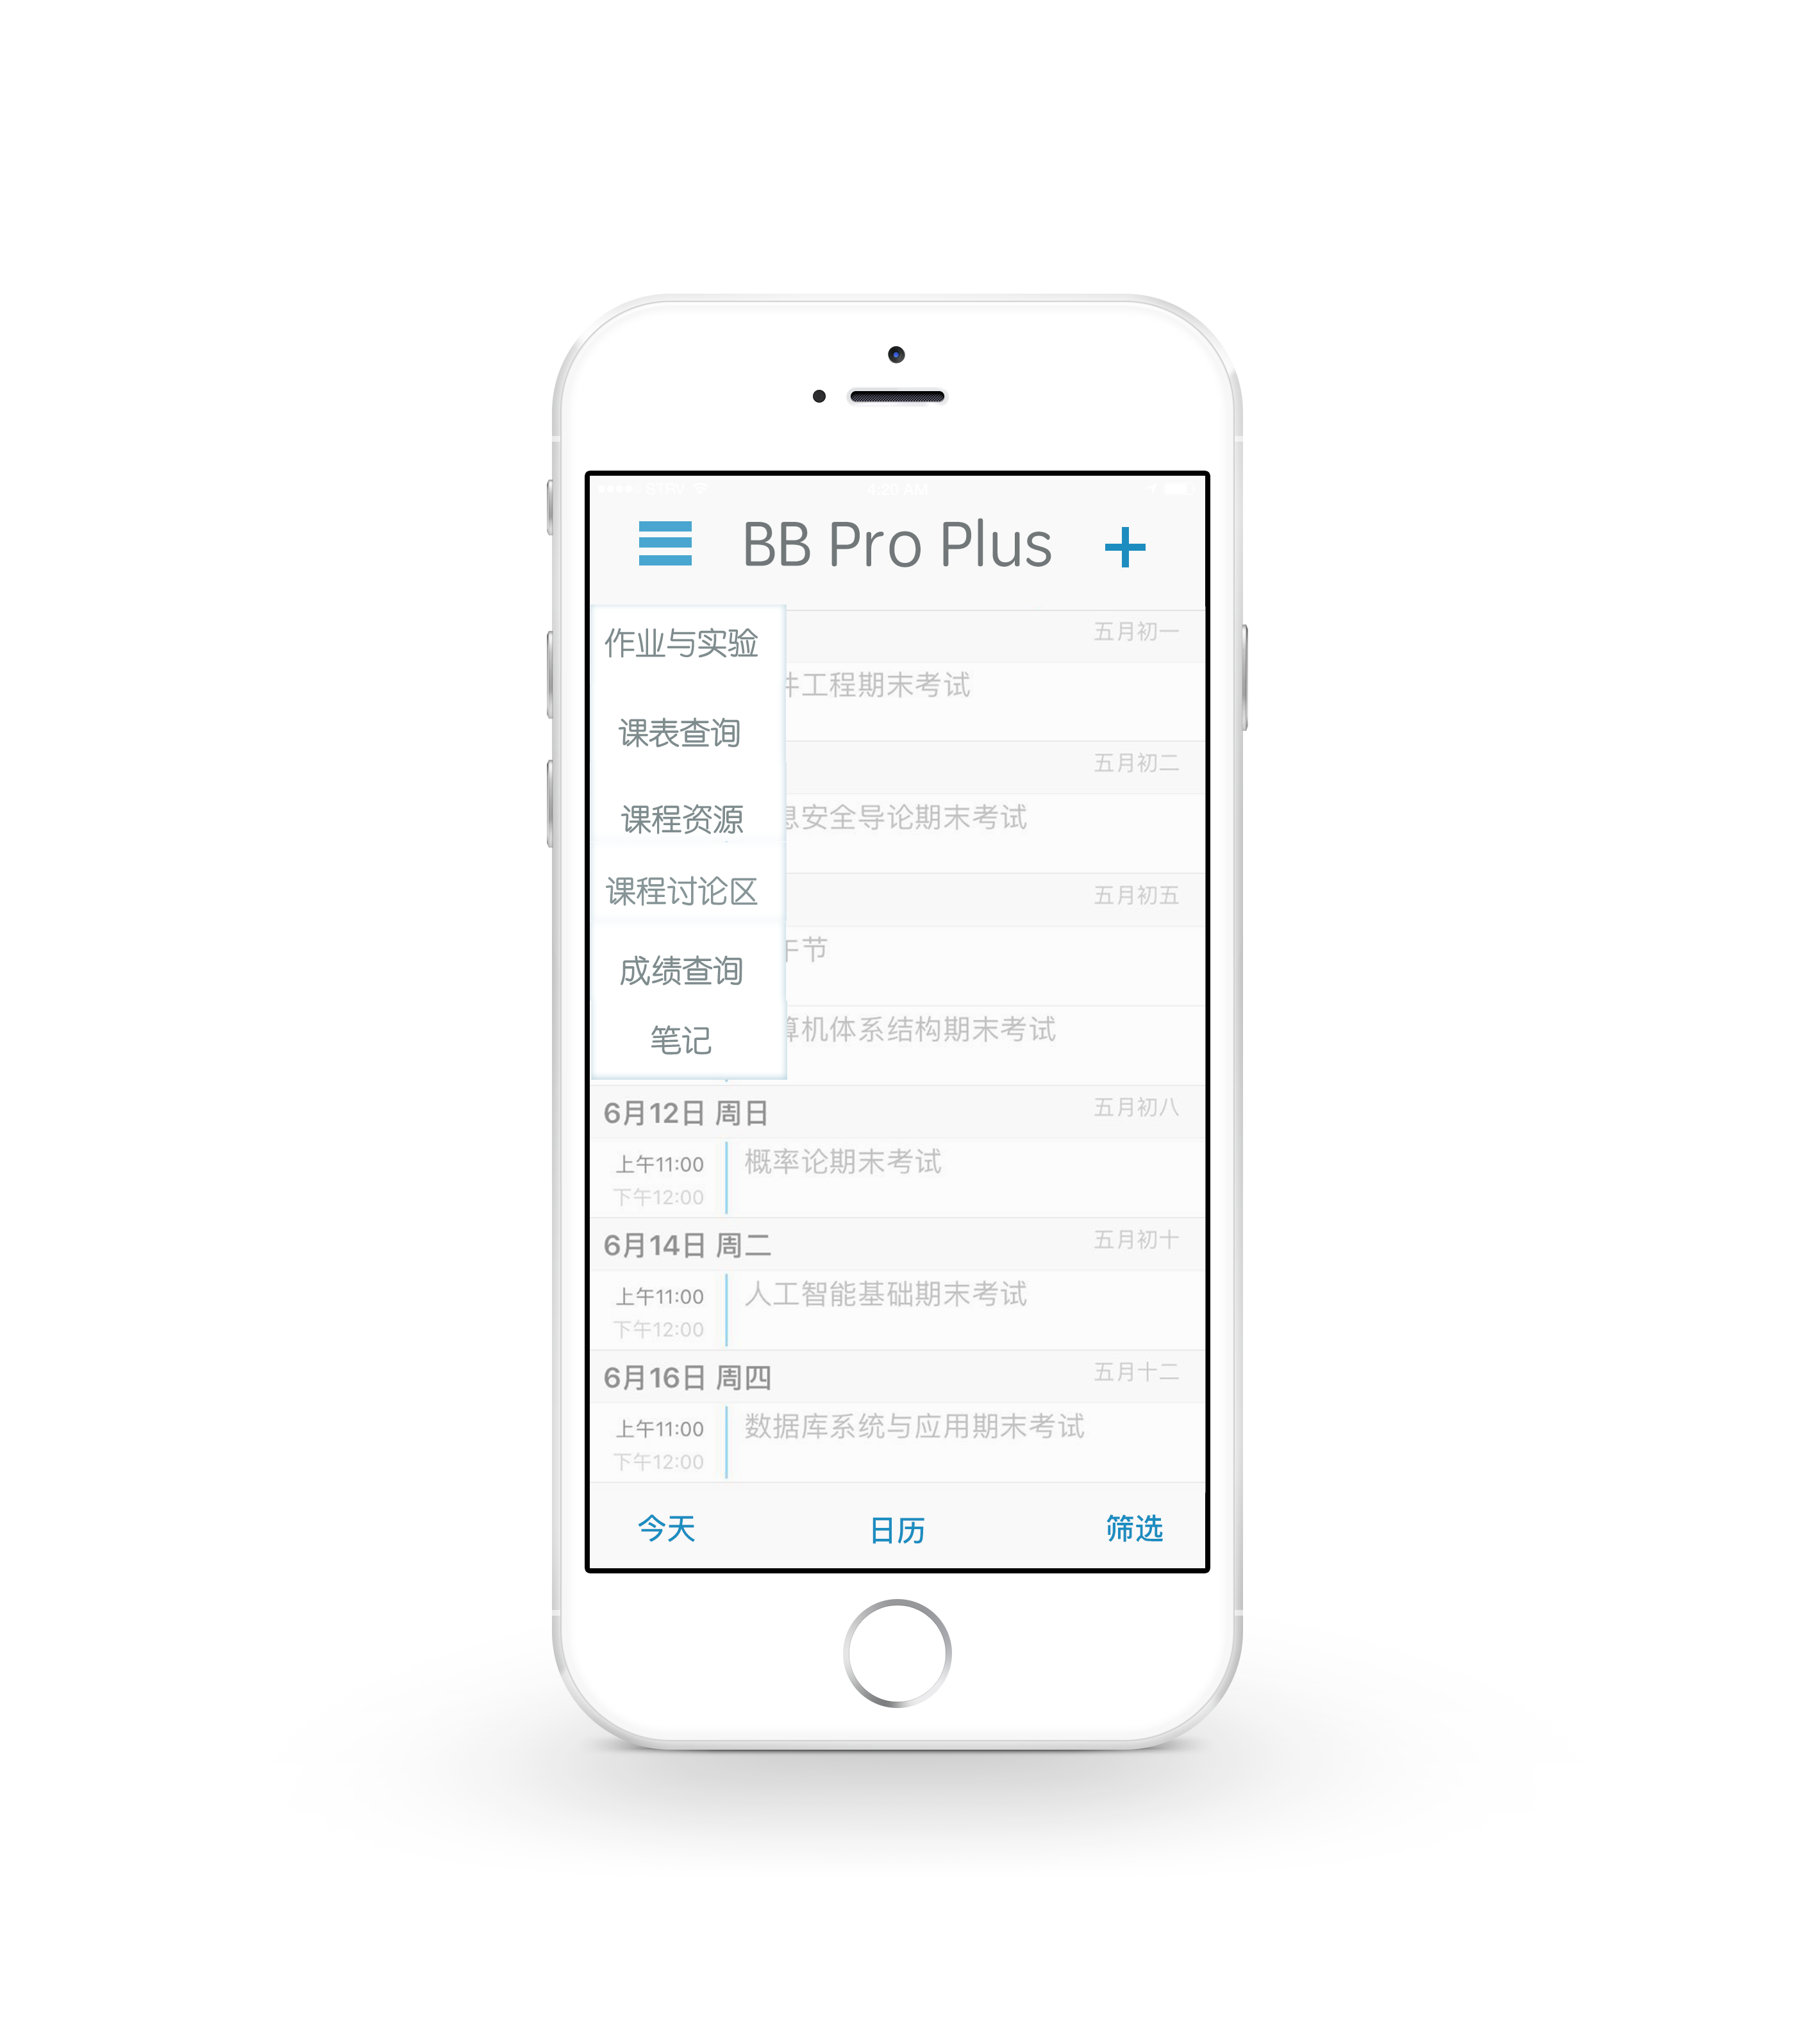 4:20 AM
BB Pro Plus
作业与实验
五月初一
工程期末考试
课表查询
五月初二
课程资源
息安全导论期末考试
课程讨论区
五月初五
午节
成绩查询
笔记
算机体系结构期末考试
6月12日 周日
五月初八
上午11:00
概率论期末考试
下午12:00
6月14日 周二
五月初十
上午11:00
人工智能基础期末考试
下午12:00
6月16日 周四
五月十二
上午11:00
数据库系统与应用期末考试
下午12:00
今天
日历
筛选